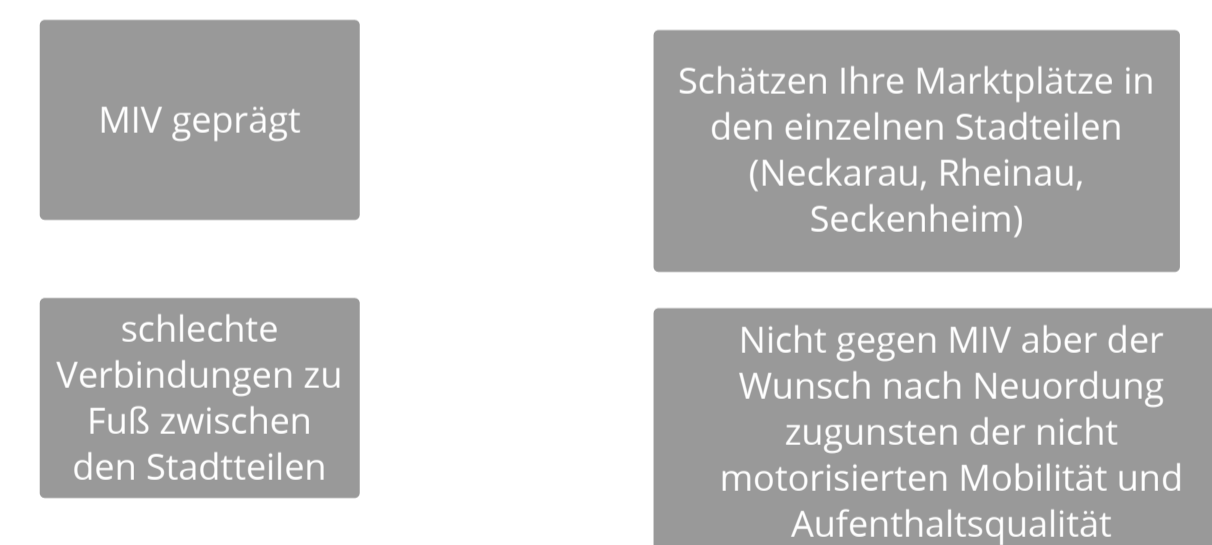 MIV geprägt
schlechte
Verbindungen zu
Fuß zwischen
den Stadtteilen
Schätzen Ihre Marktplätze in
den einzelnen Stadteilen
(Neckarau, Rheinau,
Seckenheim)
Nicht gegen MIV aber der
Wunsch nach Neuordung
zugunsten der nicht
motorisierten Mobilität und
Aufenthaltsqualität